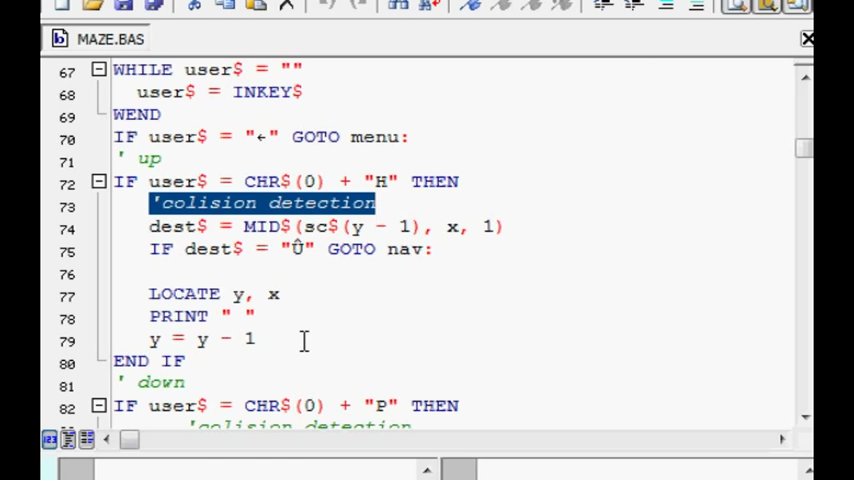 MAZE.BAS
67 WHILE user$ = ""
68 user$ = INKEY$
69 WEND
70 IF user$ = "←" GOTO menu:
71 ' up
72 IF user$ = CHR$(0) + "H" THEN
73 'colision detection
74 dest$ = MID$(sc$(y - 1), x, 1)
75 IF dest$ = "Û" GOTO nav:
76
77 LOCATE y, x
78 PRINT " "
79 y = y - 1
80 END IF
81 ' down
82 IF user$ = CHR$(0) + "P" THEN
'colision detection